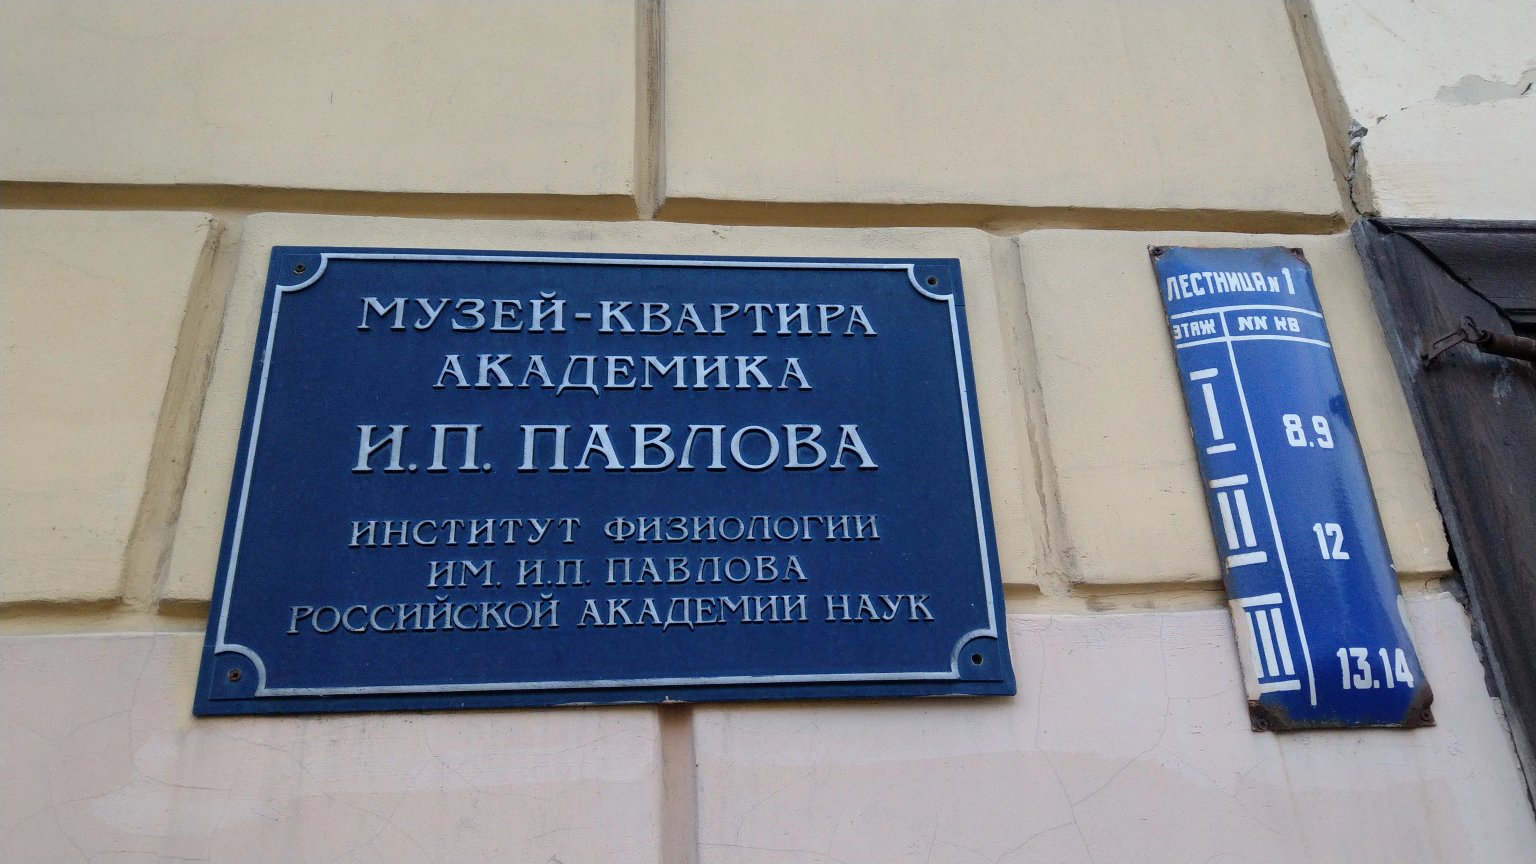 МУЗЕЙ-КВАРТИРА
АКАДЕМИКА
И.П. ПАВЛОВА
ИНСТИТУТ ФИЗИОЛОГИИ
ИМ. И.П. ПАВЛОВА
РОССИЙСКОЙ АКАДЕМИИ НАУК
ЛЕСТНИЦА N 1
ЭТАЖ NN КВ
I 8.9
II 12
III 13.14